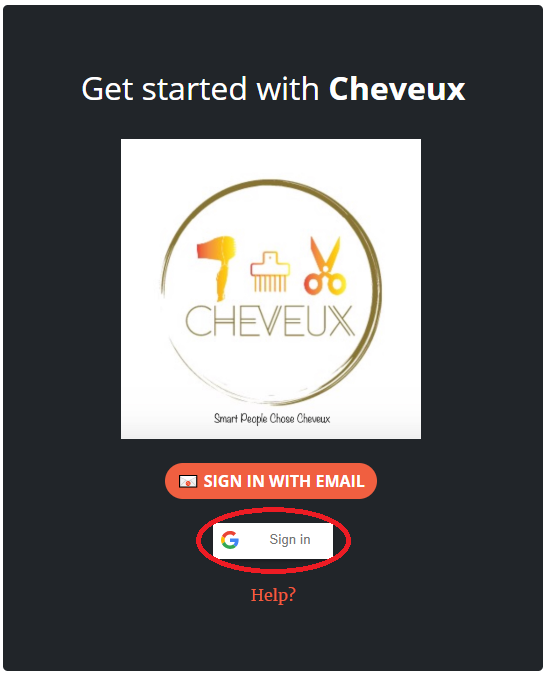 Get started with Cheveux
CHEVEUX
Smart People Chose Cheveux
SIGN IN WITH EMAIL
Sign in
Help?